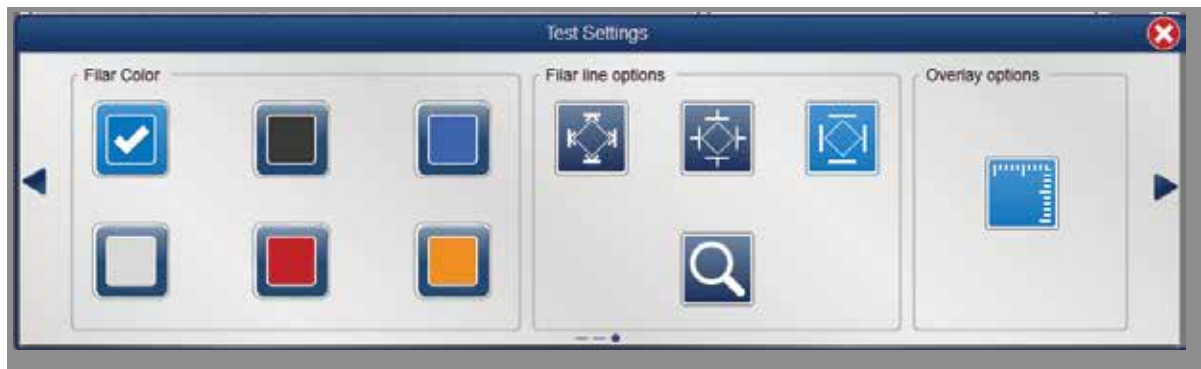 Test Settings
Filar Color
Filar line options
Overlay options